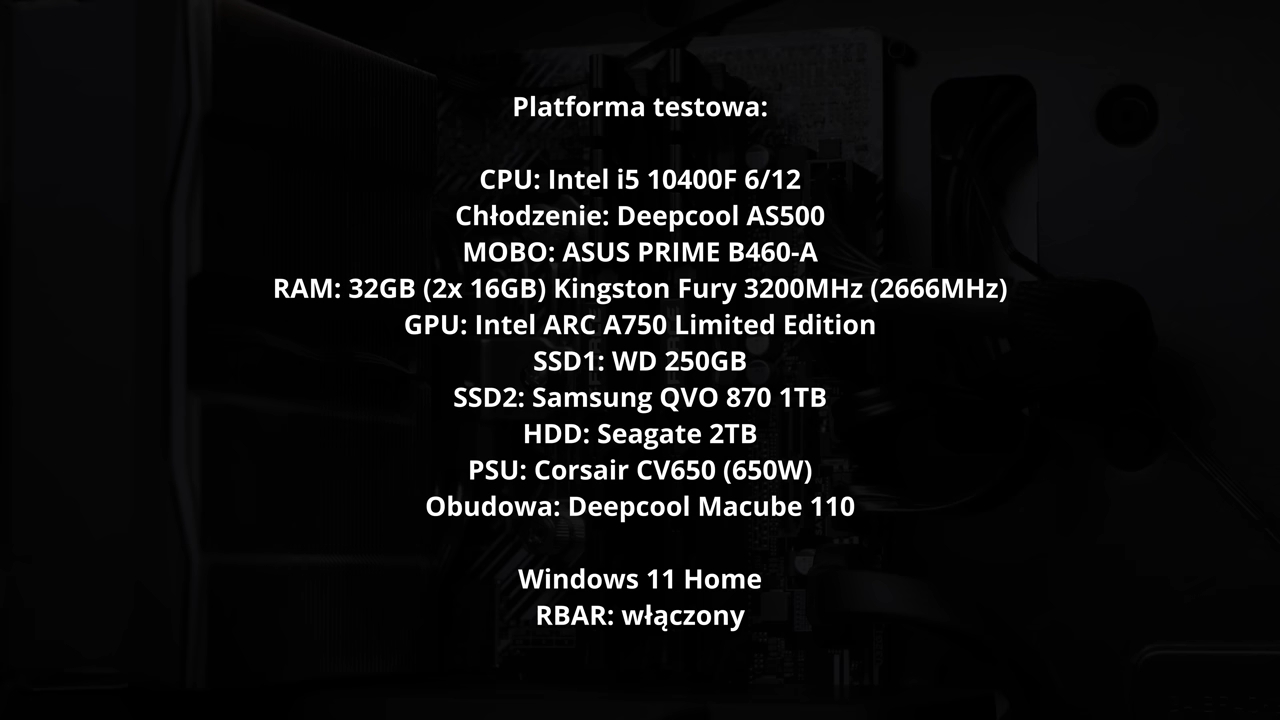 Platforma testowa:
CPU: Intel i5 10400F 6/12
Chłodzenie: Deepcool AS500
MOBO: ASUS PRIME B460-A
RAM: 32GB (2x 16GB) Kingston Fury 3200MHz (2666MHz)
GPU: Intel ARC A750 Limited Edition
SSD1: WD 250GB
SSD2: Samsung QVO 870 1TB
HDD: Seagate 2TB
PSU: Corsair CV650 (650W)
Obudowa: Deepcool Macube 110
Windows 11 Home
RBAR: włączony